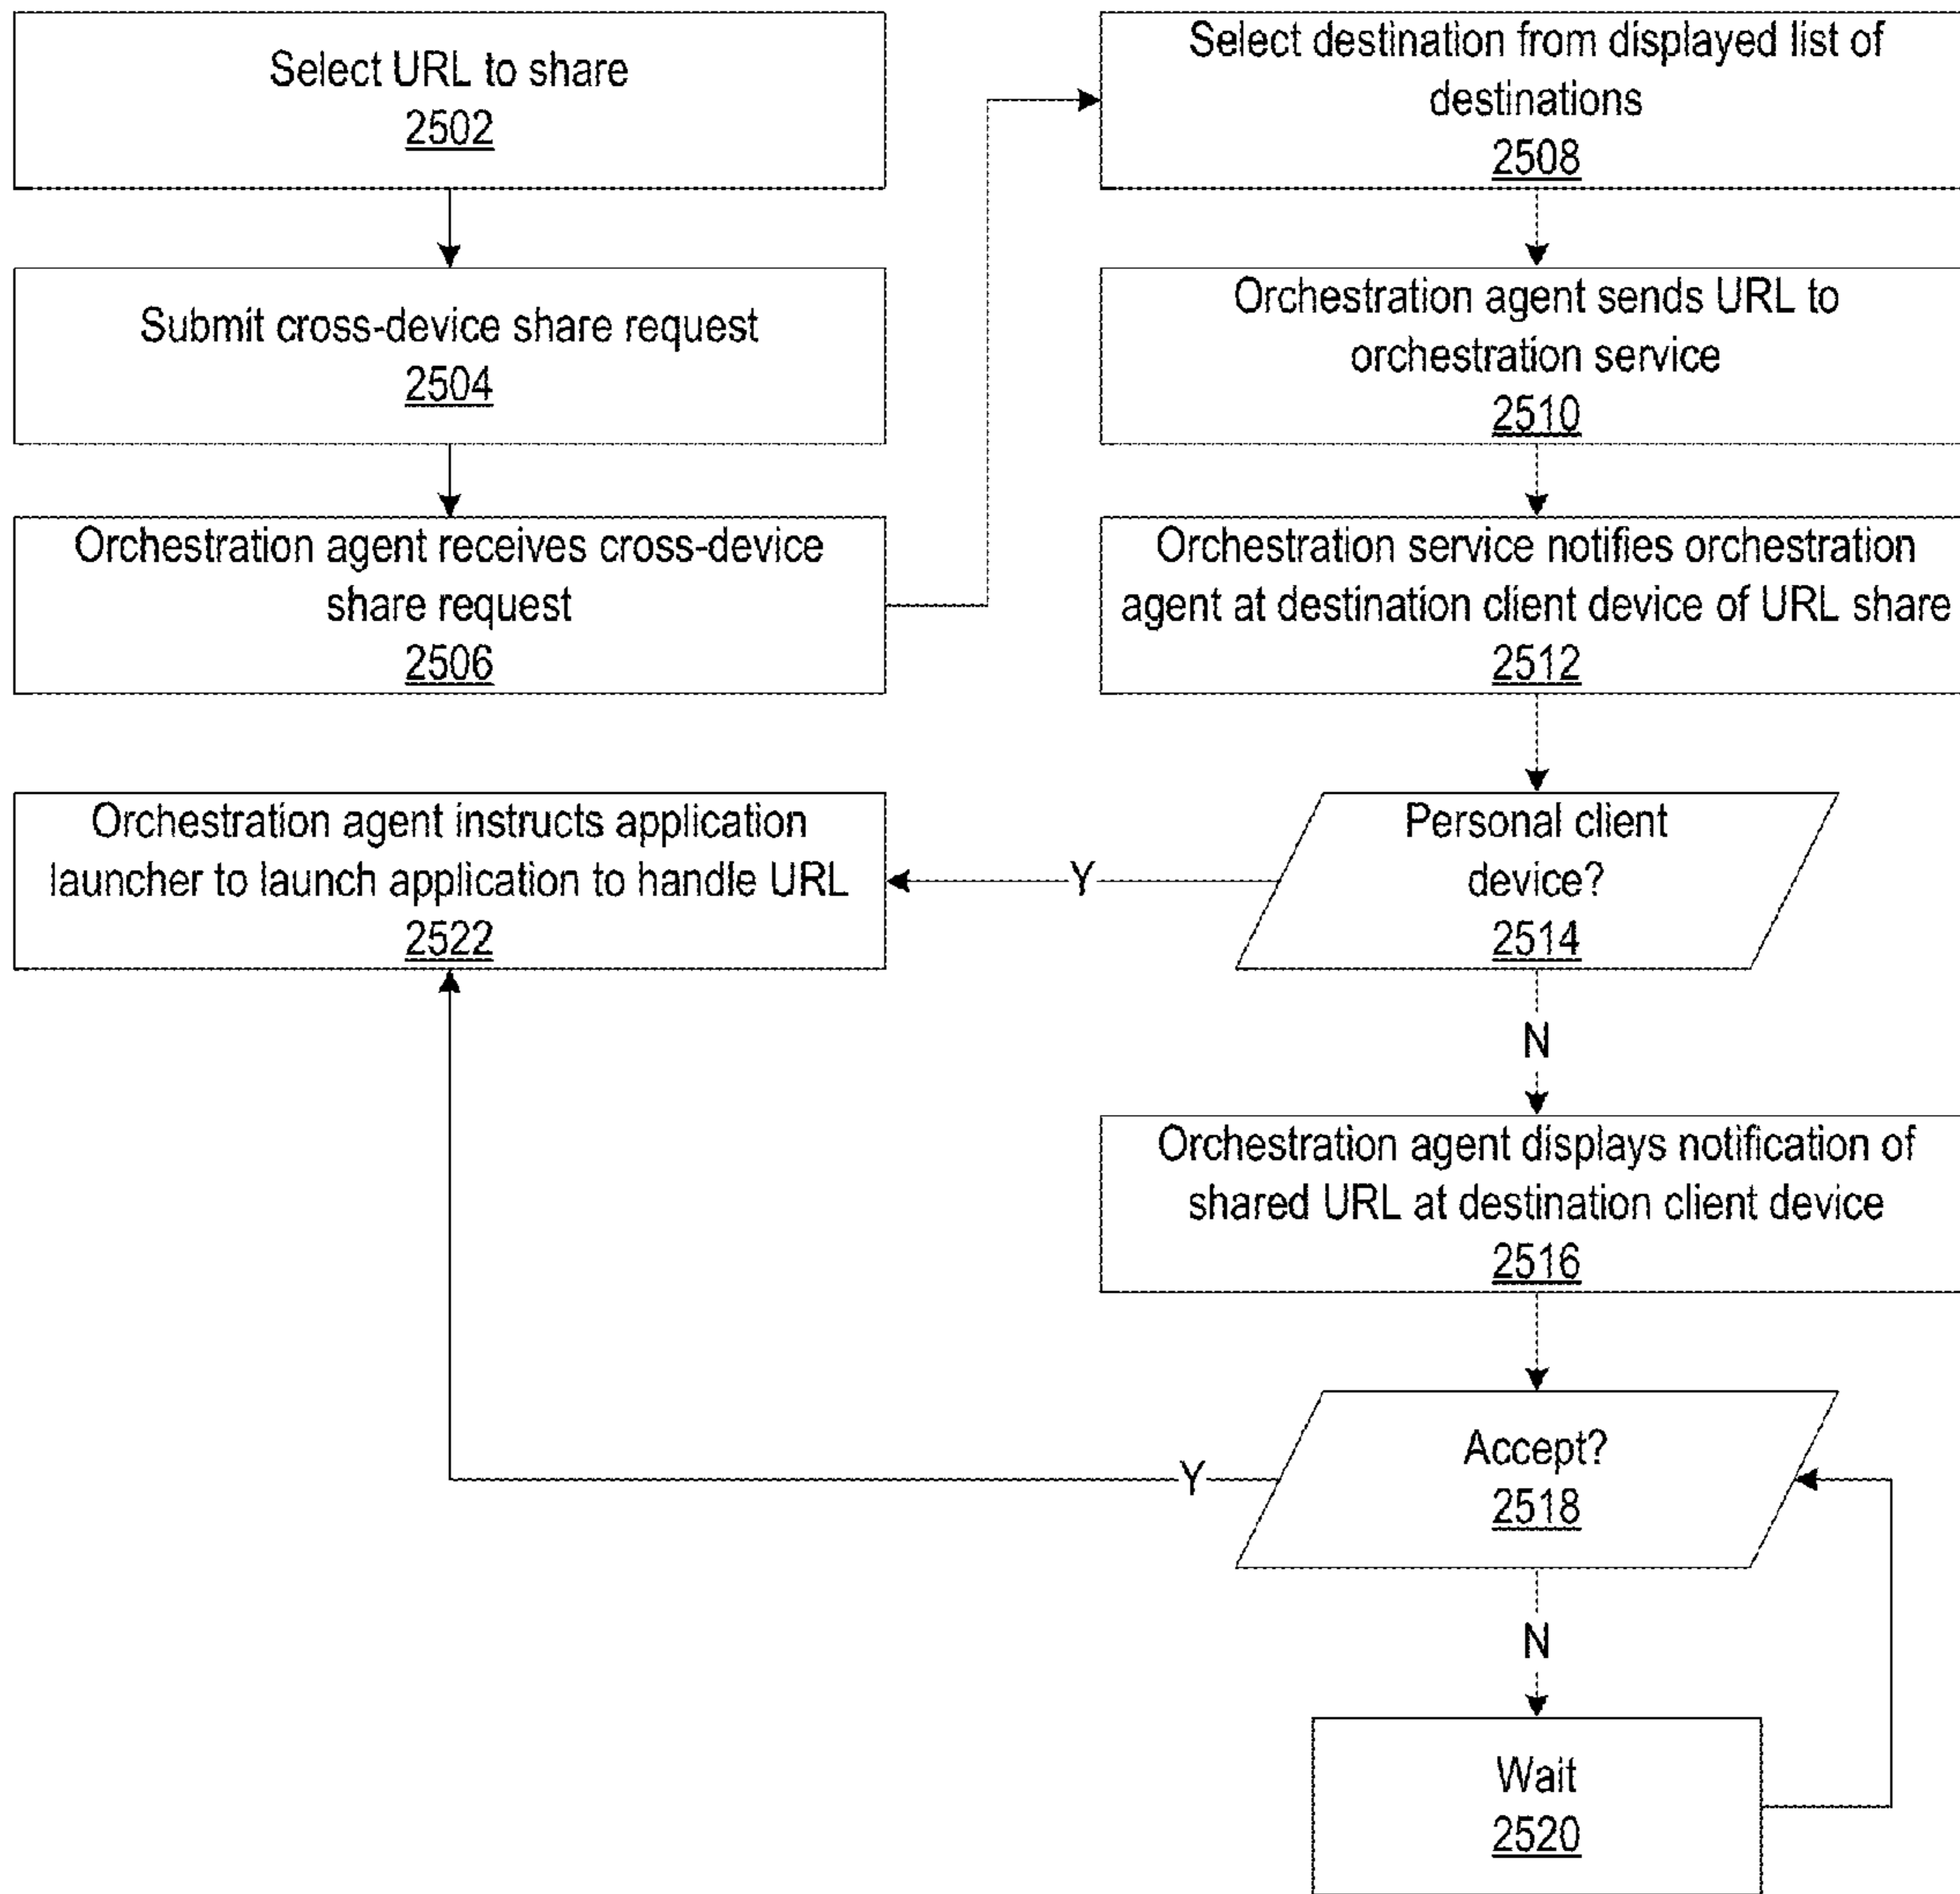 Select URL to share
2502
Submit cross-device share request
2504
Orchestration agent receives cross-device
share request
2506
Select destination from displayed list of
destinations
2508
Orchestration agent sends URL to
orchestration service
2510
Orchestration service notifies orchestration
agent at destination client device of URL share
2512
Personal client
device?
2514
Y
Orchestration agent instructs application
launcher to launch application to handle URL
2522
N
Orchestration agent displays notification of
shared URL at destination client device
2516
Accept?
2518
Y
N
Wait
2520